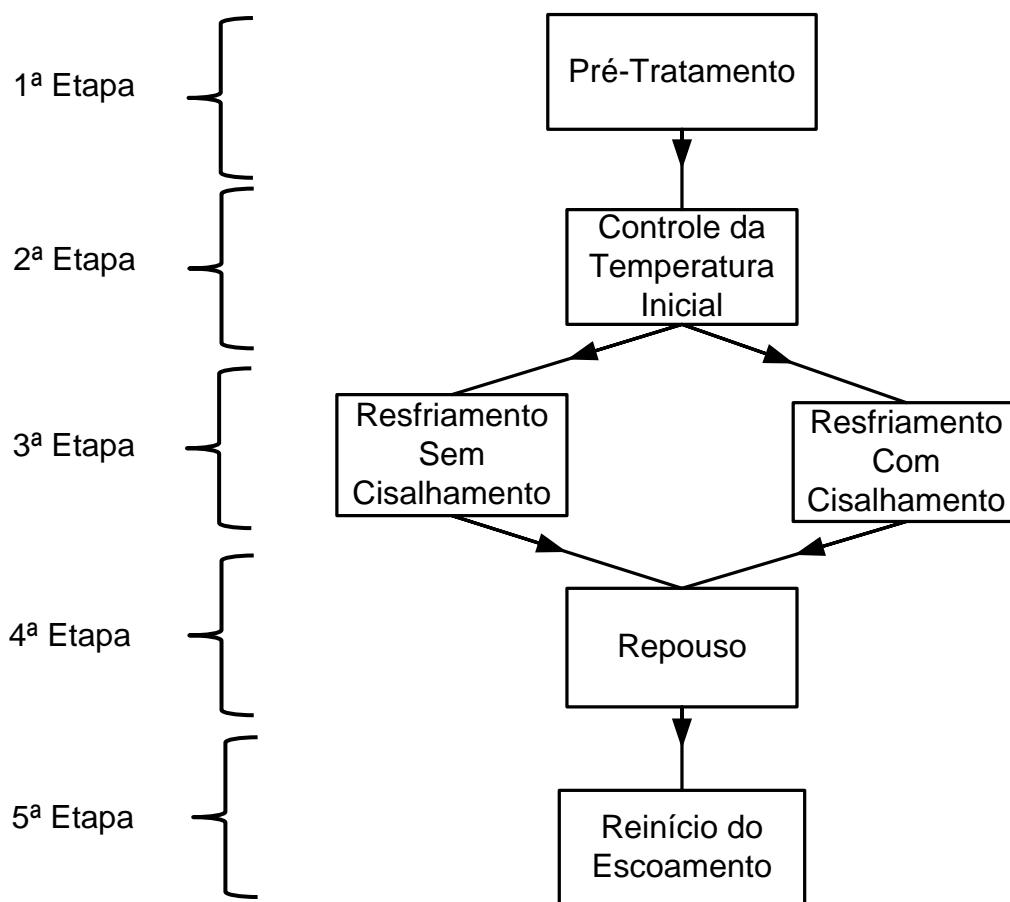 1ª Etapa
Pré-Tratamento
2ª Etapa
Controle da
Temperatura
Inicial
3ª Etapa
Resfriamento
Sem
Cisalhamento
Resfriamento
Com
Cisalhamento
4ª Etapa
Repouso
5ª Etapa
Reinício do
Escoamento